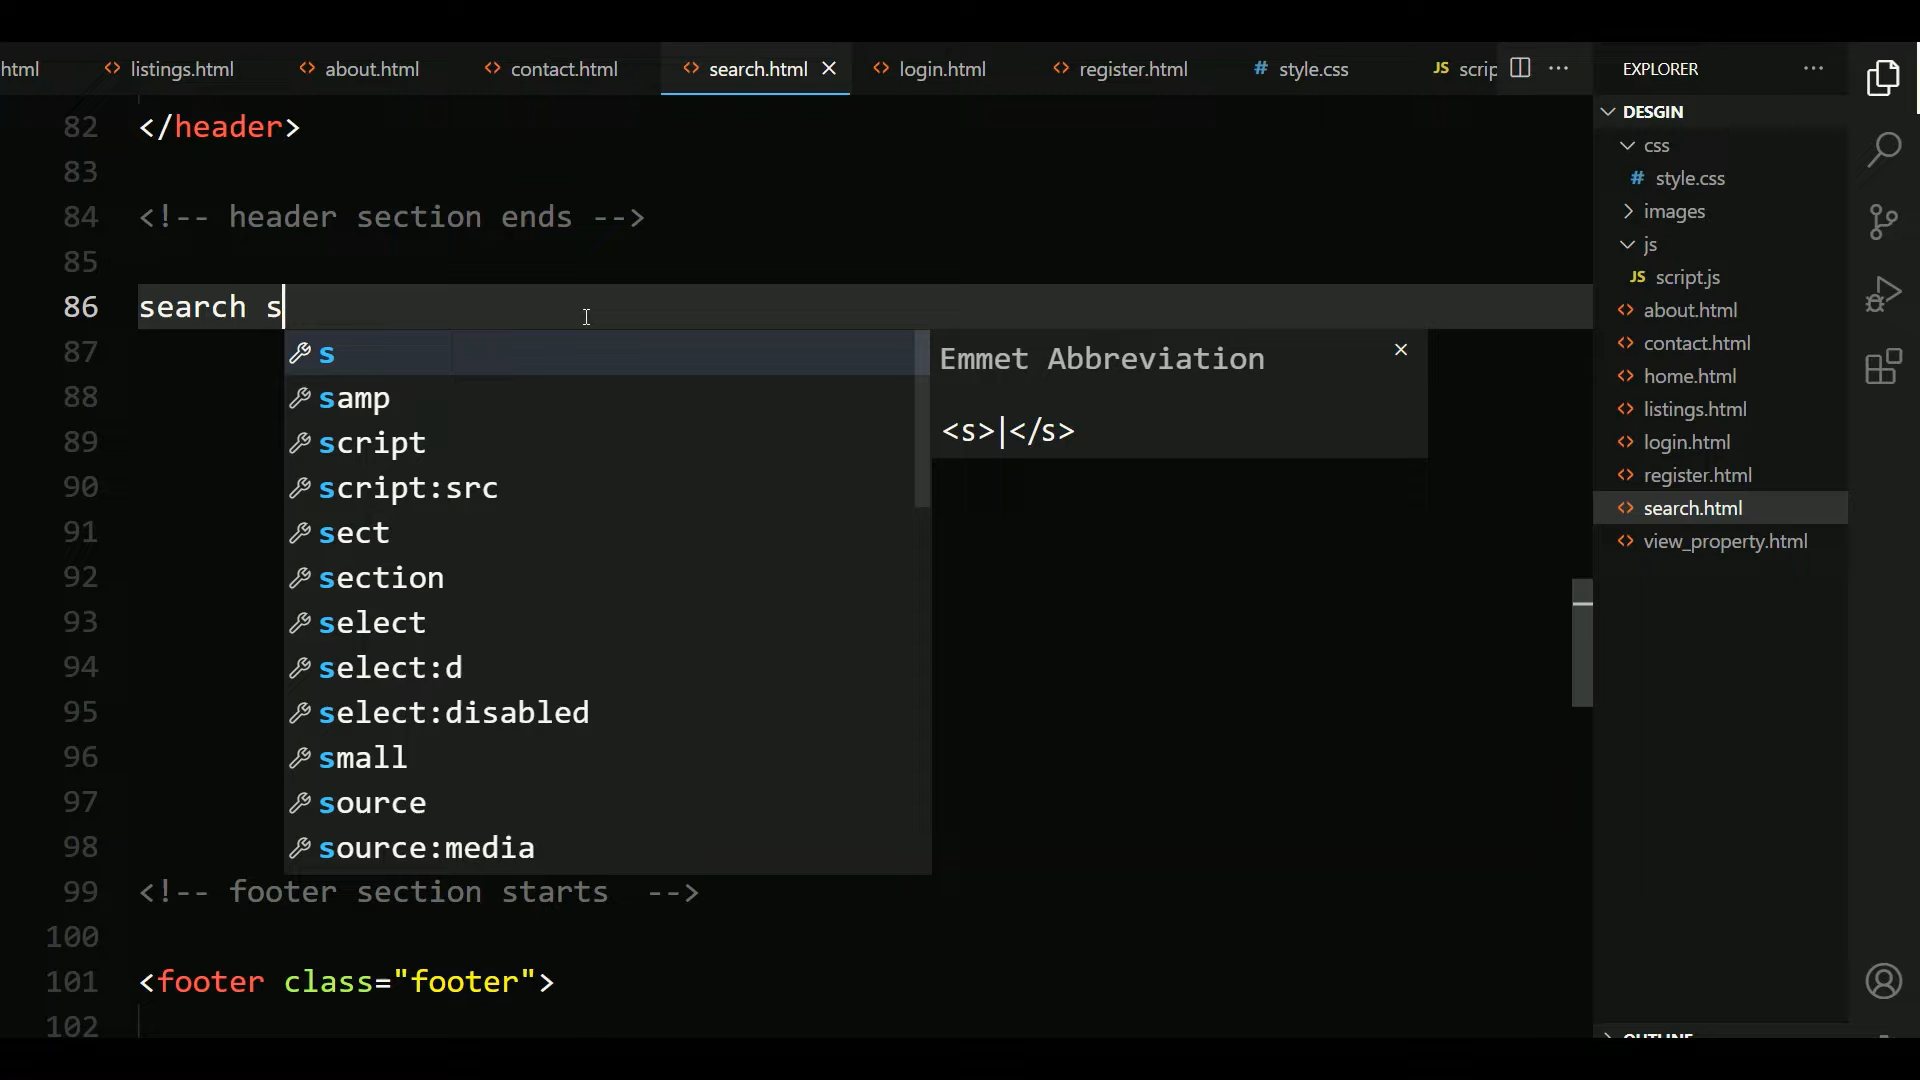 html
listings.html
about.html
contact.html
search.html
login.html
register.html
# style.css
JS scrip
EXPLORER
82 </header>
83
84 <!-- header section ends -->
85
86 search s
87
88
89
90
91
92
93
94
95
96
97
98
99 <!-- footer section starts  -->
100
101 <footer class="footer">
102
s
samp
script
script:src
sect
section
select
select:d
select:disabled
small
source
source:media
Emmet Abbreviation
<s>|</s>
DESGIN
css
# style.css
images
js
JS script.js
about.html
contact.html
home.html
listings.html
login.html
register.html
search.html
view_property.html
OUTLINE